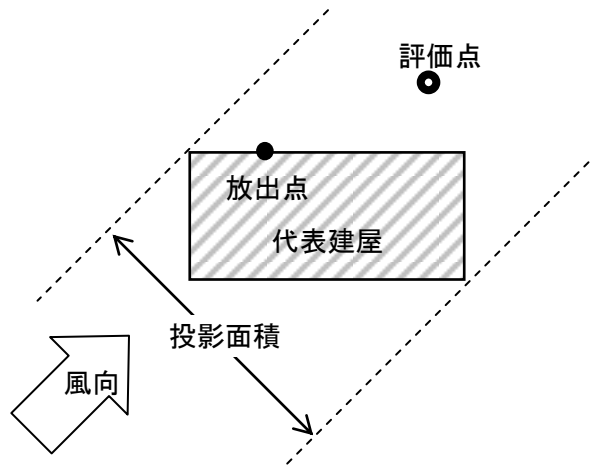 評価点
放出点
代表建屋
投影面積
風向